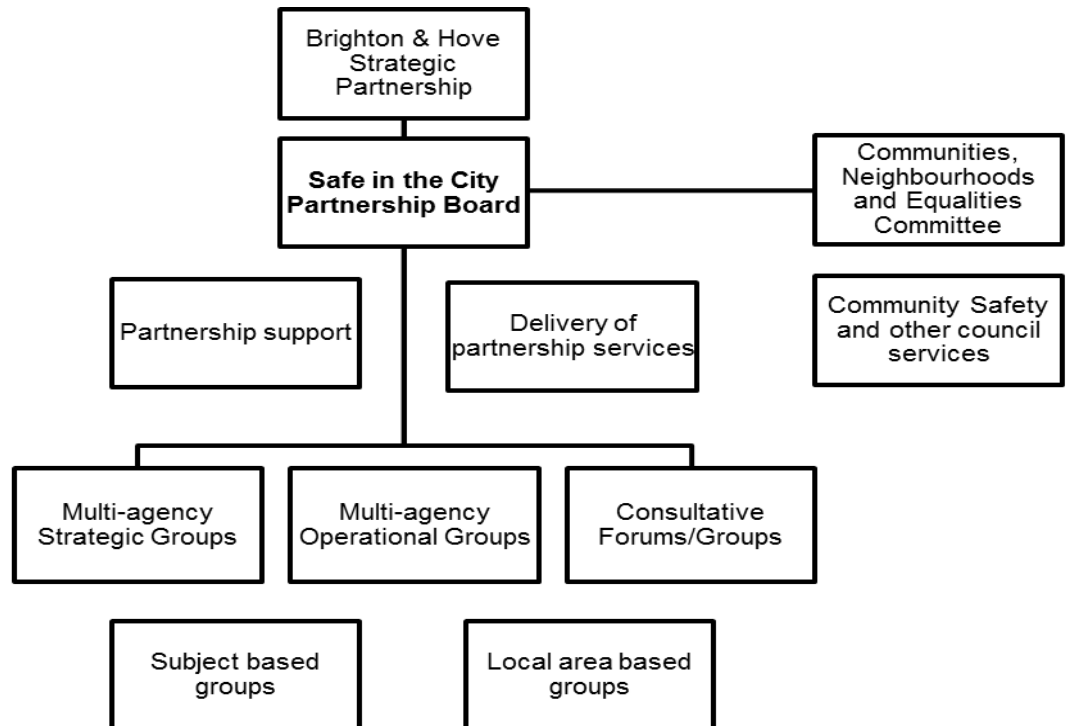 Brighton & Hove
Strategic
Partnership
Safe in the City
Partnership Board
Communities,
Neighbourhoods
and Equalities
Committee
Partnership support
Delivery of
partnership services
Community Safety
and other council
services
Multi-agency
Strategic Groups
Multi-agency
Operational Groups
Consultative
Forums/Groups
Subject based
groups
Local area based
groups